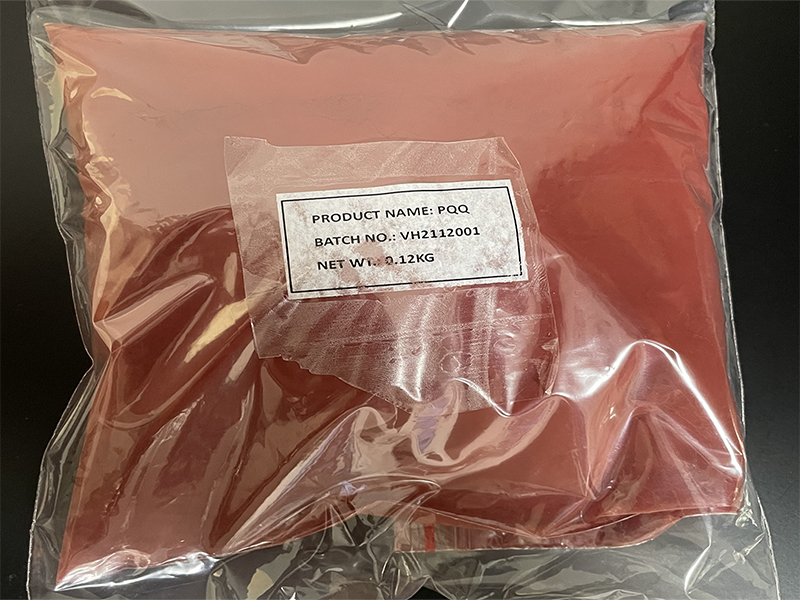 PRODUCT NAME: PQQ
BATCH NO.: VH2112001
NET WT.: 0.12KG